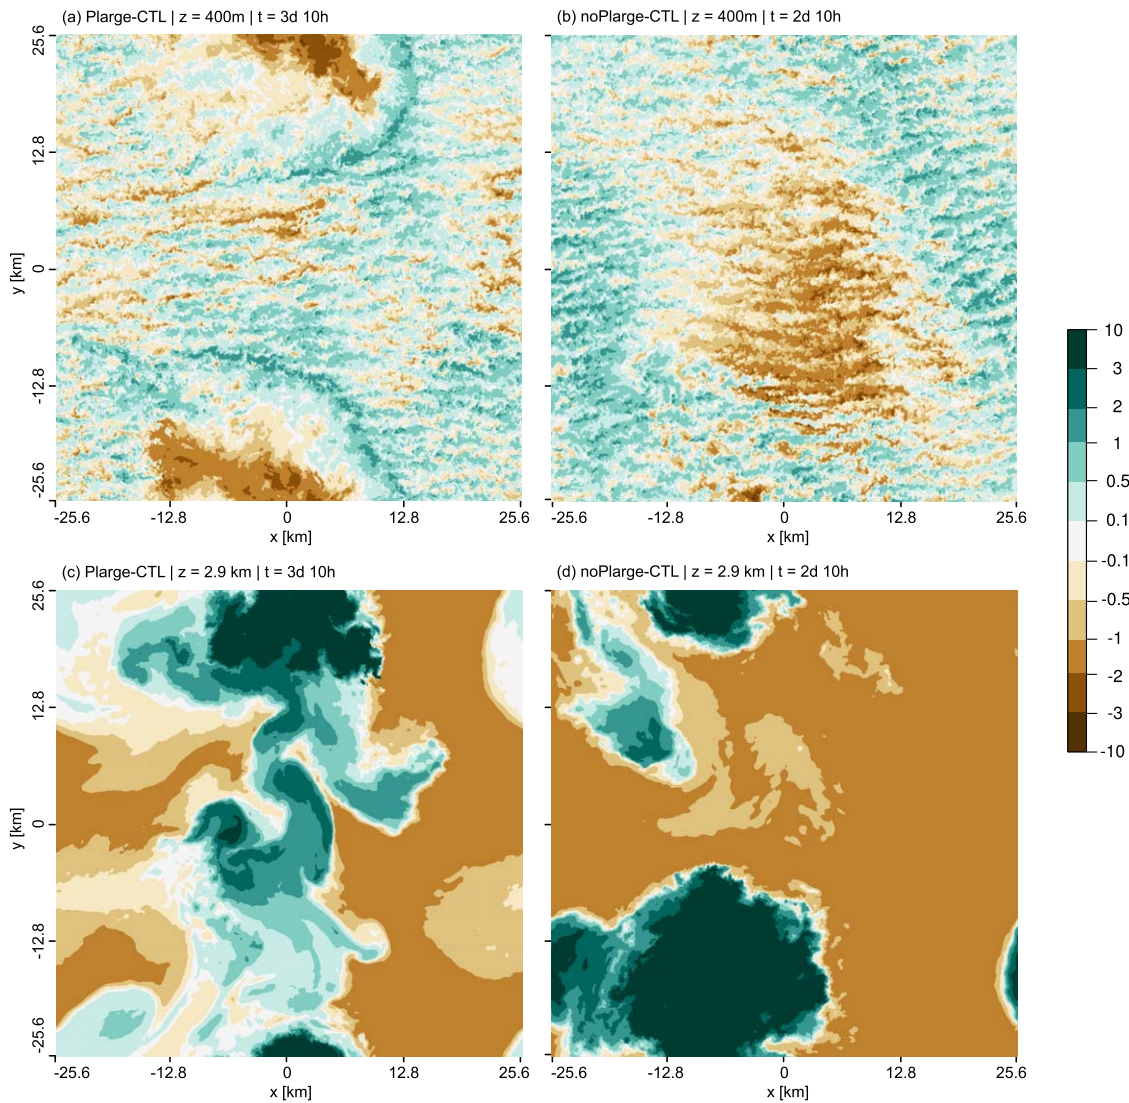 (a) Plarge-CTL | z = 400m | t = 3d 10h
(b) noPlarge-CTL | z = 400m | t = 2d 10h
25.6
12.8
0
-12.8
-25.6
y [km]
-25.6 -12.8 0 12.8 25.6
x [km]
-25.6 -12.8 0 12.8 25.6
x [km]
(c) Plarge-CTL | z = 2.9 km | t = 3d 10h
(d) noPlarge-CTL | z = 2.9 km | t = 2d 10h
25.6
12.8
0
-12.8
-25.6
y [km]
-25.6 -12.8 0 12.8 25.6
x [km]
-25.6 -12.8 0 12.8 25.6
x [km]
10
3
2
1
0.5
0.1
-0.1
-0.5
-1
-2
-3
-10